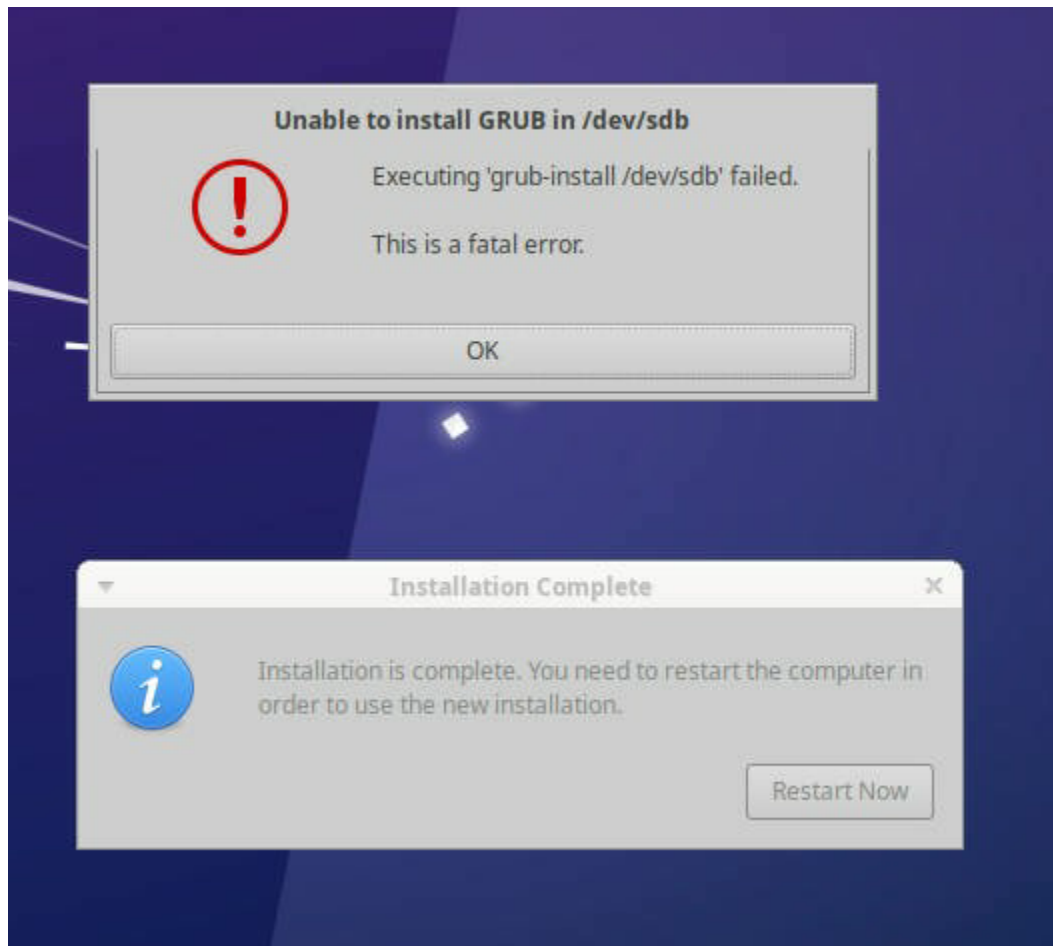 Unable to install GRUB in /dev/sdb
Executing 'grub-install /dev/sdb' failed.
This is a fatal error.
OK
Installation Complete
Installation is complete. You need to restart the computer in
order to use the new installation.
Restart Now